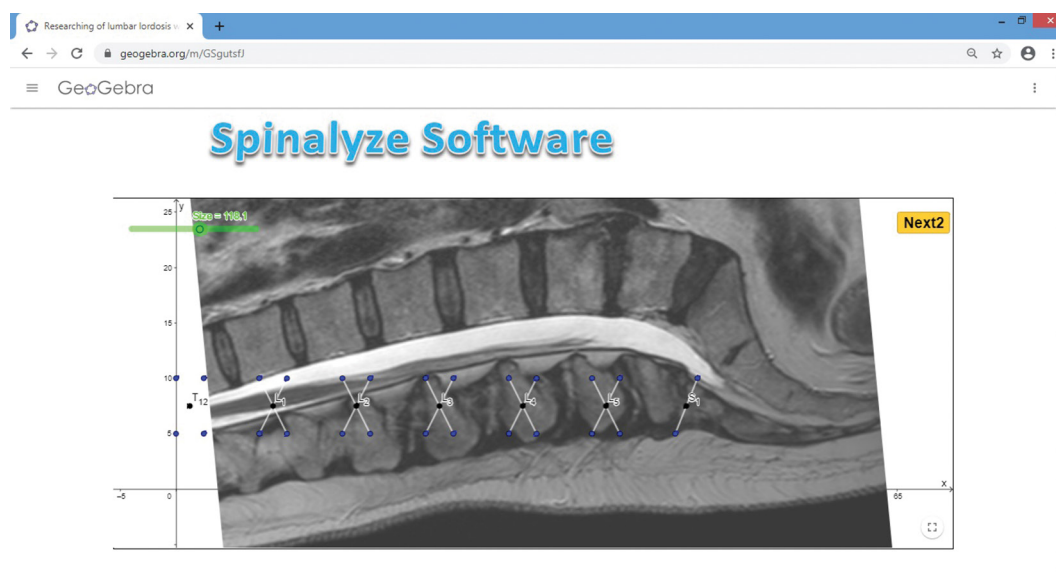 Researching of lumbar lordosis w
geogebra.org/m/GSgutsfJ
GeoGebra
Spinalyze Software
25
y
Size = 118.1
Next2
20
15
10
T12
L1
L2
L3
L4
L5
S1
5
x
-5
0
65